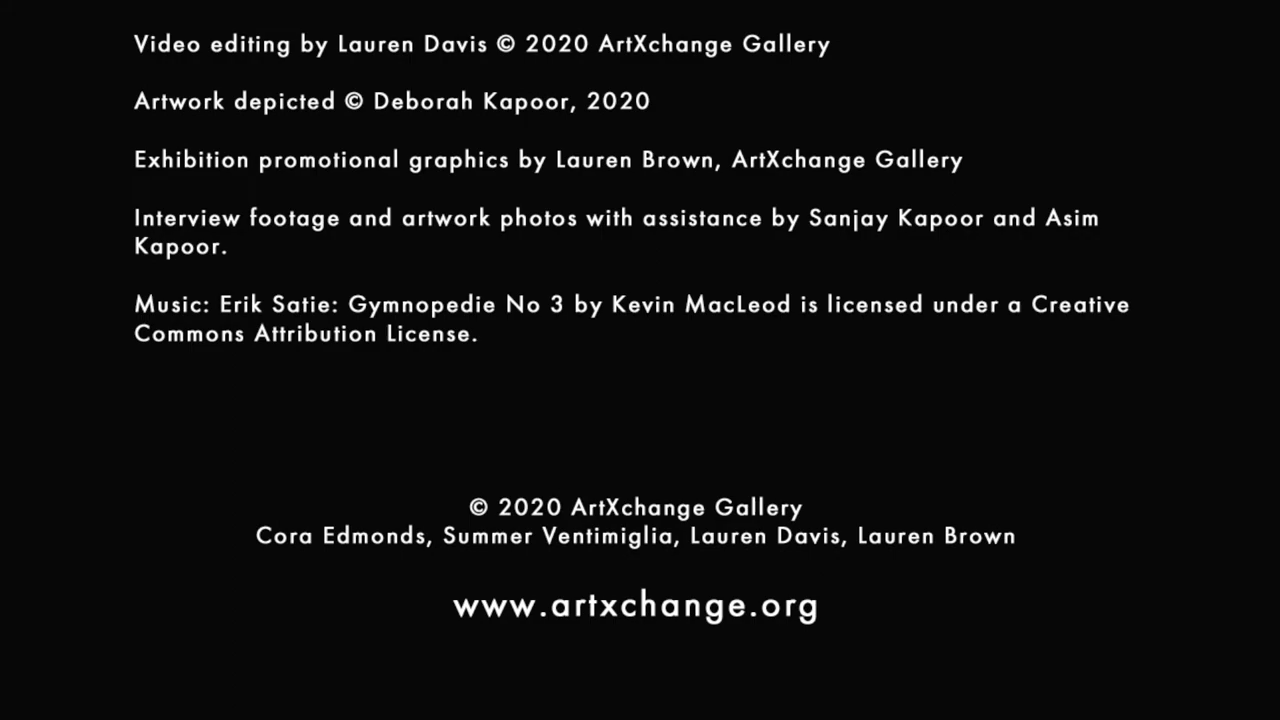 Video editing by Lauren Davis © 2020 ArtXchange Gallery
Artwork depicted © Deborah Kapoor, 2020
Exhibition promotional graphics by Lauren Brown, ArtXchange Gallery
Interview footage and artwork photos with assistance by Sanjay Kapoor and Asim
Kapoor.
Music: Erik Satie: Gymnopedie No 3 by Kevin MacLeod is licensed under a Creative
Commons Attribution License.
© 2020 ArtXchange Gallery
Cora Edmonds, Summer Ventimiglia, Lauren Davis, Lauren Brown
www.artxchange.org